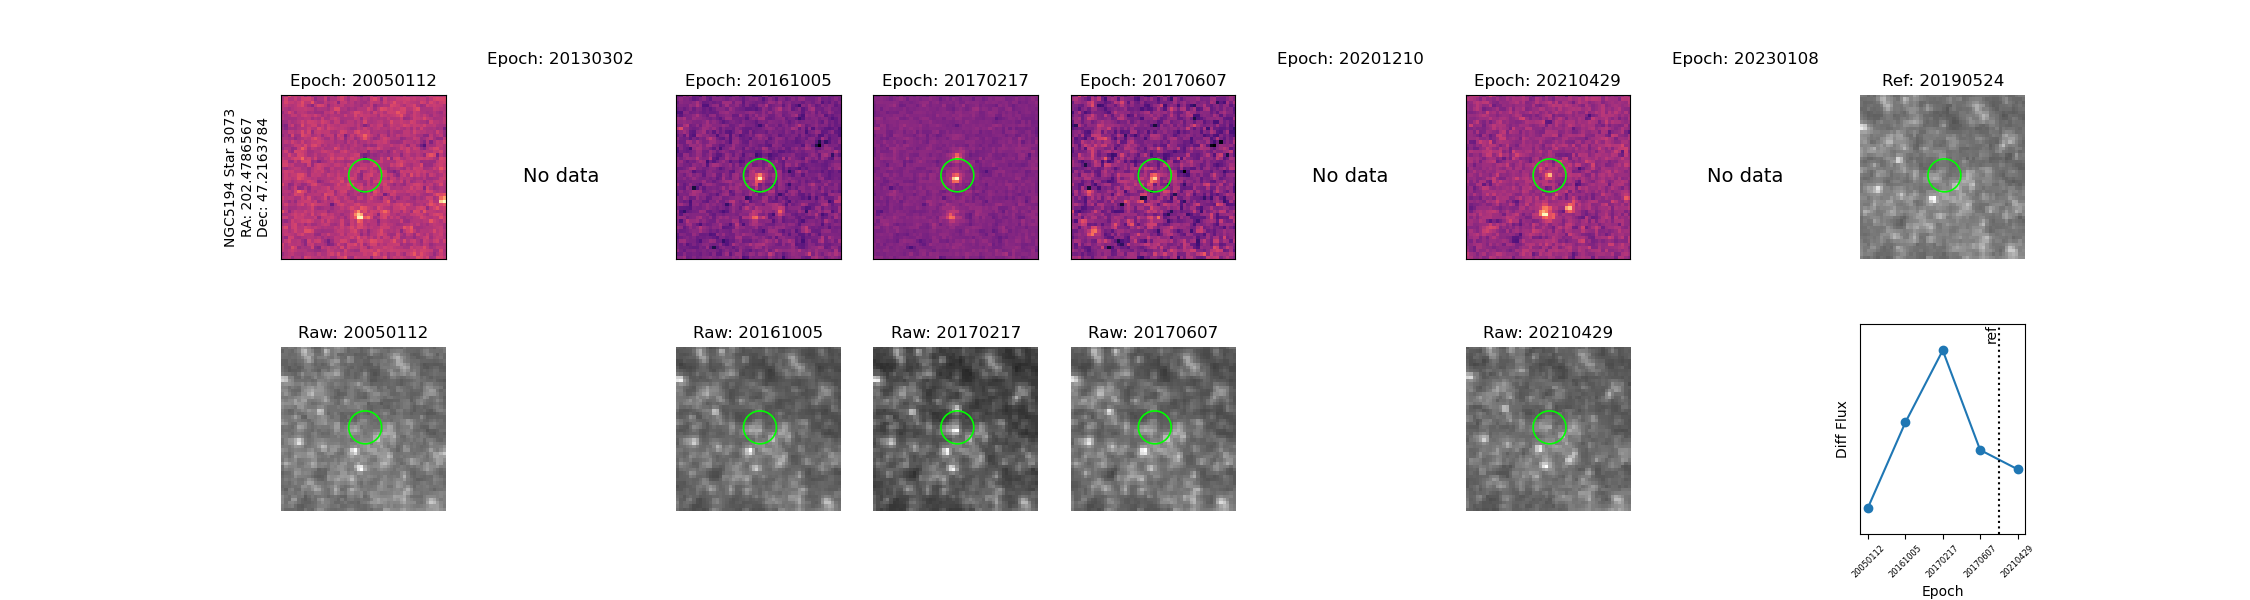 Epoch: 20130302
Epoch: 20201210
Epoch: 20230108
Epoch: 20050112
Epoch: 20161005
Epoch: 20170217
Epoch: 20170607
Epoch: 20210429
Ref: 20190524
NGC5194 Star 3073
RA: 202.4786567
Dec: 47.2163784
No data
No data
No data
Raw: 20050112
Raw: 20161005
Raw: 20170217
Raw: 20170607
Raw: 20210429
ref
Diff Flux
20050112
20161005
20170217
20170607
20210429
Epoch